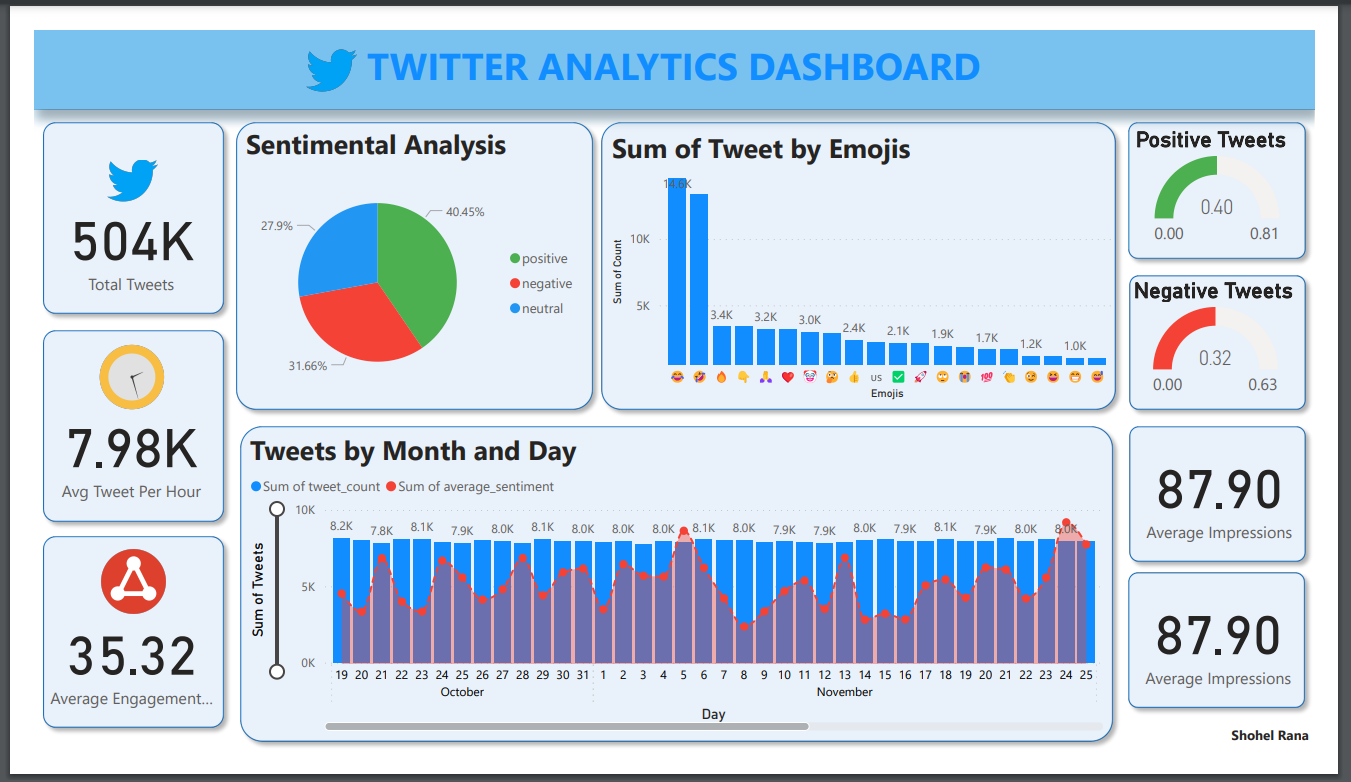 TWITTER ANALYTICS DASHBOARD
504K
Total Tweets
7.98K
Avg Tweet Per Hour
35.32
Average Engagement...
Sentimental Analysis
27.9%
40.45%
31.66%
positive
negative
neutral
Sum of Tweet by Emojis
Sum of Count
10K
5K
14.6K
3.4K 3.2K 3.0K 2.4K 2.1K 1.9K 1.7K 1.2K 1.0K
😂 🤣 🔥 👇 🙏 ❤️ 🤡 🤔 👍 US ✅ 🚀 🙄 😭 💯 👏 😉 😆 😁 😅
Emojis
Positive Tweets
0.40
0.00 0.81
Negative Tweets
0.32
0.00 0.63
Tweets by Month and Day
Sum of tweet_count Sum of average_sentiment
Sum of Tweets
10K
5K
0K
8.2K 7.8K 8.1K 7.9K 8.0K 8.1K 8.0K 8.0K 8.0K 8.1K 8.0K 7.9K 7.9K 8.0K 7.9K 8.1K 7.9K 8.0K 8.0K
19 20 21 22 23 24 25 26 27 28 29 30 31 1 2 3 4 5 6 7 8 9 10 11 12 13 14 15 16 17 18 19 20 21 22 23 24 25
October November
Day
87.90
Average Impressions
87.90
Average Impressions
Shohel Rana